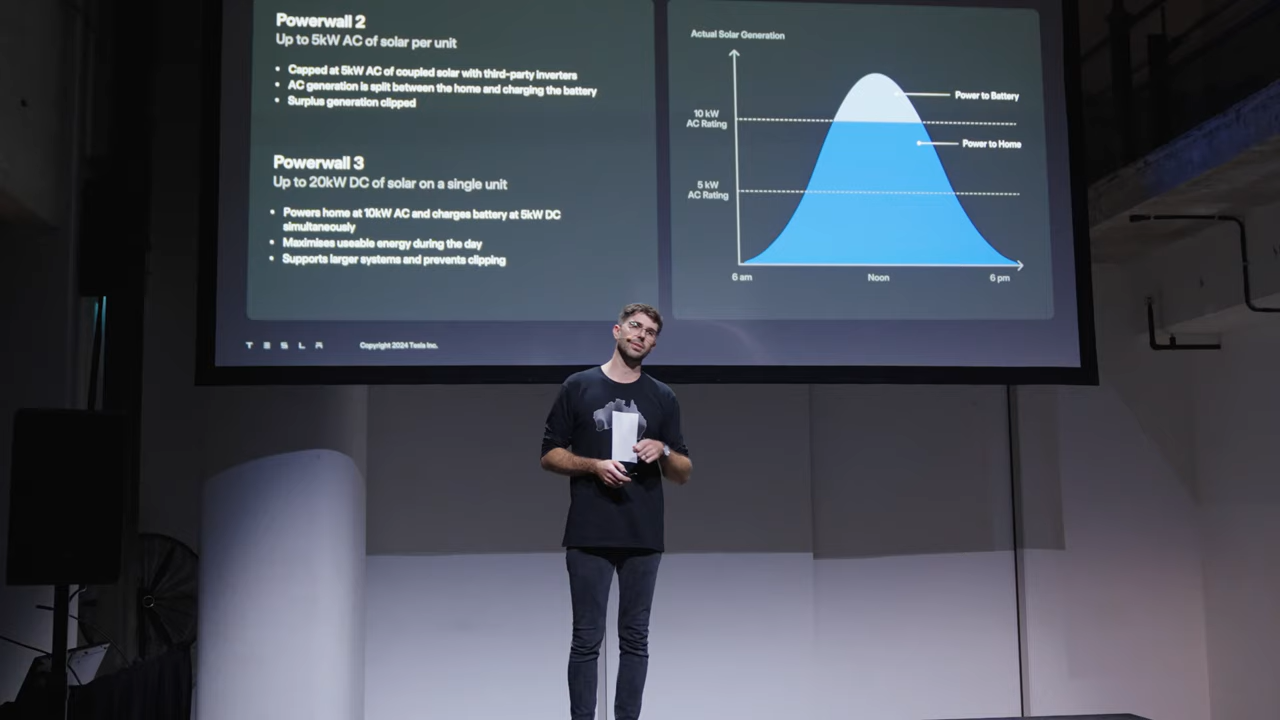 Powerwall 2
Up to 5kW AC of solar per unit
• Capped at 5kW AC of coupled solar with third-party inverters
• AC generation is split between the home and charging the battery
• Surplus generation clipped
Powerwall 3
Up to 20kW DC of solar on a single unit
• Powers home at 10kW AC and charges battery at 5kW DC
simultaneously
• Maximises useable energy during the day
• Supports larger systems and prevents clipping
TESLA
Copyright 2024 Tesla Inc.
Actual Solar Generation
Power to Battery
10 kW
AC Rating
Power to Home
5 kW
AC Rating
6 am
Noon
6 pm